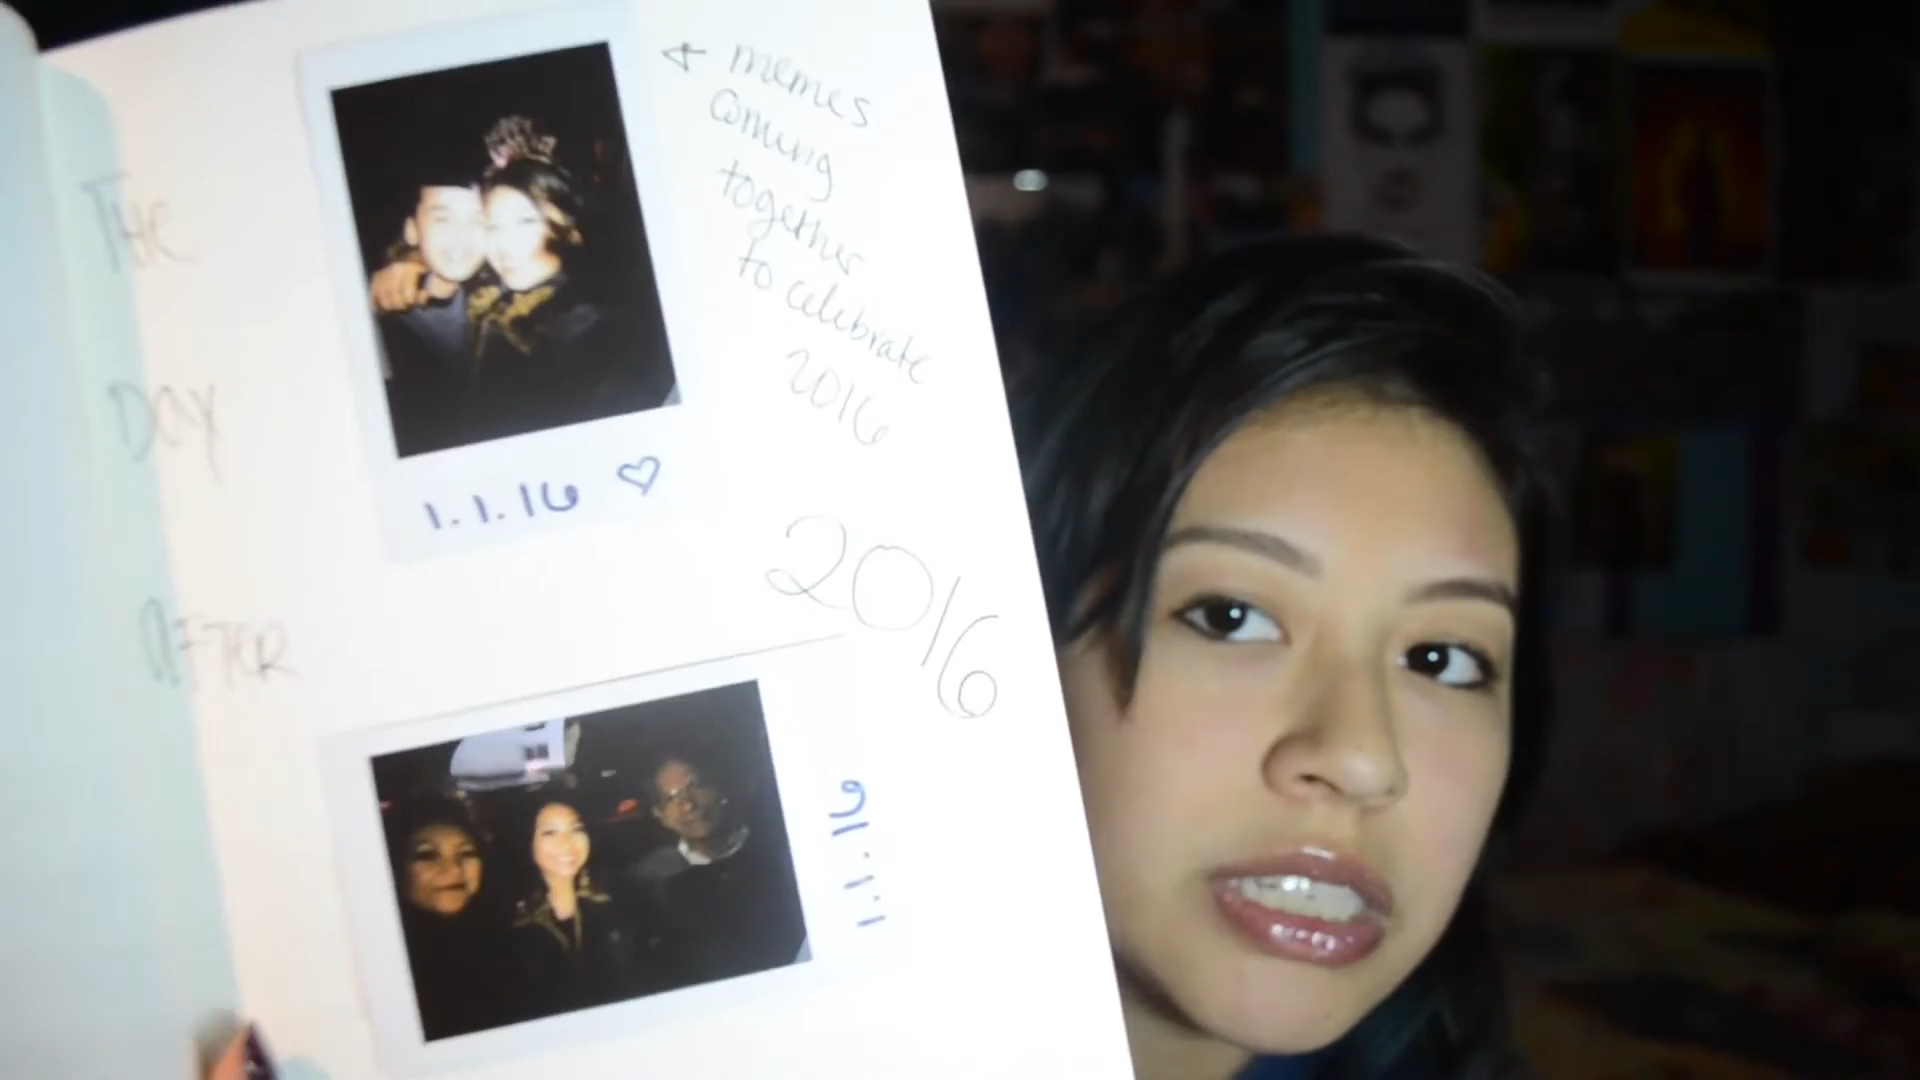 memes
coming
together
to celebrate
2016
THE
DAY
AFTER
1.1.16
2016
1.1.16